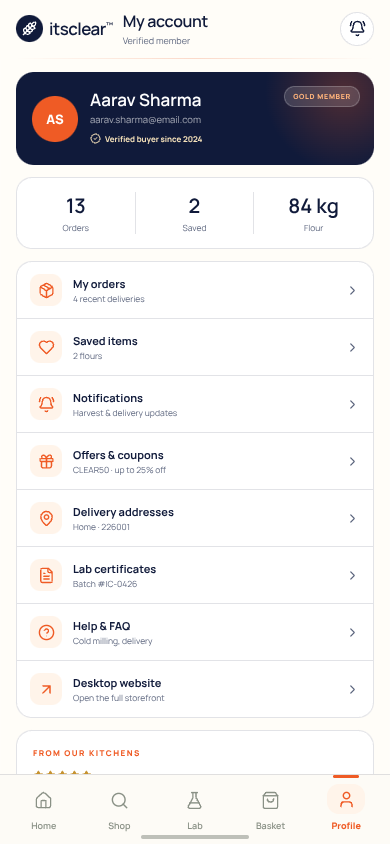 itsclear™
My account
Verified member
AS
Aarav Sharma
aarav.sharma@email.com
Verified buyer since 2024
GOLD MEMBER
13
Orders
2
Saved
84 kg
Flour
My orders
4 recent deliveries
Saved items
2 flours
Notifications
Harvest & delivery updates
Offers & coupons
CLEAR50 · up to 25% off
Delivery addresses
Home · 226001
Lab certificates
Batch #IC-0426
Help & FAQ
Cold milling, delivery
Desktop website
Open the full storefront
FROM OUR KITCHENS
Home
Shop
Lab
Basket
Profile